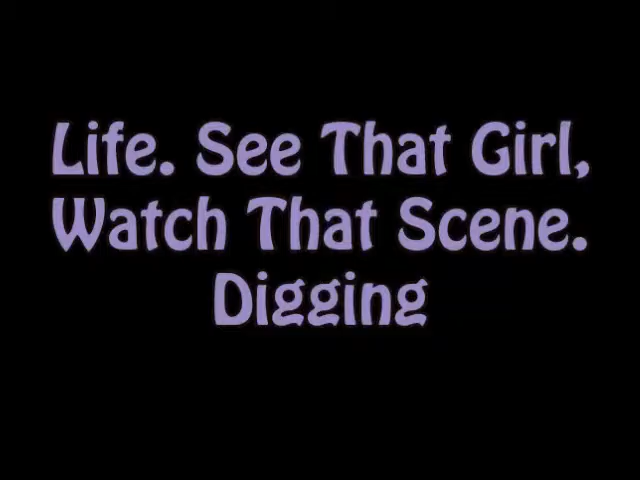 Life. See That Girl,
Watch That Scene.
Digging